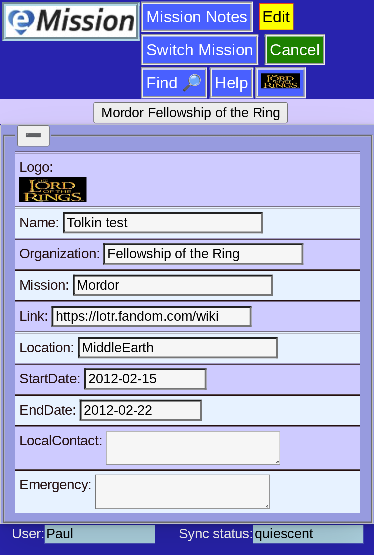 eMission
Mission Notes Edit
Switch Mission Cancel
Find 🔎 Help LORD OF THE RINGS
Mordor Fellowship of the Ring
Logo:
THE LORD OF THE RINGS
Name: Tolkin test
Organization: Fellowship of the Ring
Mission: Mordor
Link: https://lotr.fandom.com/wiki
Location: MiddleEarth
StartDate: 2012-02-15
EndDate: 2012-02-22
LocalContact:
Emergency:
User: Paul Sync status: quiescent